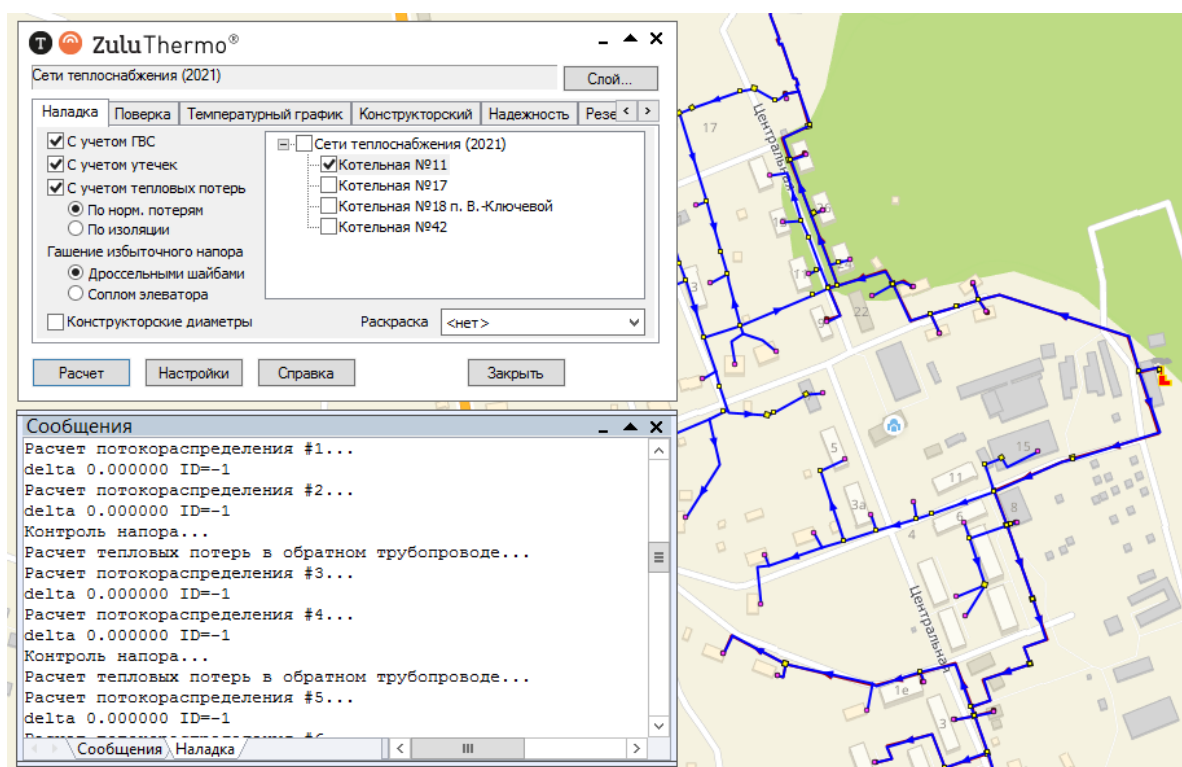 ZuluThermo®
Сети теплоснабжения (2021)
Слой...
Наладка Поверка Температурный график Конструкторский Надежность Резе
С учетом ГВС
С учетом утечек
С учетом тепловых потерь
По норм. потерям
По изоляции
Гашение избыточного напора
Дроссельными шайбами
Соплом элеватора
Сети теплоснабжения (2021)
Котельная №11
Котельная №17
Котельная №18 п. В.-Ключевой
Котельная №42
Конструкторские диаметры
Раскраска <нет>
Расчет Настройки Справка Закрыть
Сообщения
Расчет потокораспределения #1...
delta 0.000000 ID=-1
Расчет потокораспределения #2...
delta 0.000000 ID=-1
Контроль напора...
Расчет тепловых потерь в обратном трубопроводе...
Расчет потокораспределения #3...
delta 0.000000 ID=-1
Расчет потокораспределения #4...
delta 0.000000 ID=-1
Контроль напора...
Расчет тепловых потерь в обратном трубопроводе...
Расчет потокораспределения #5...
delta 0.000000 ID=-1
Сообщения Наладка
17
Центральная
26
24
11
3
9
22
5
15
11
3а
6
8
4
Центральная
1е
3